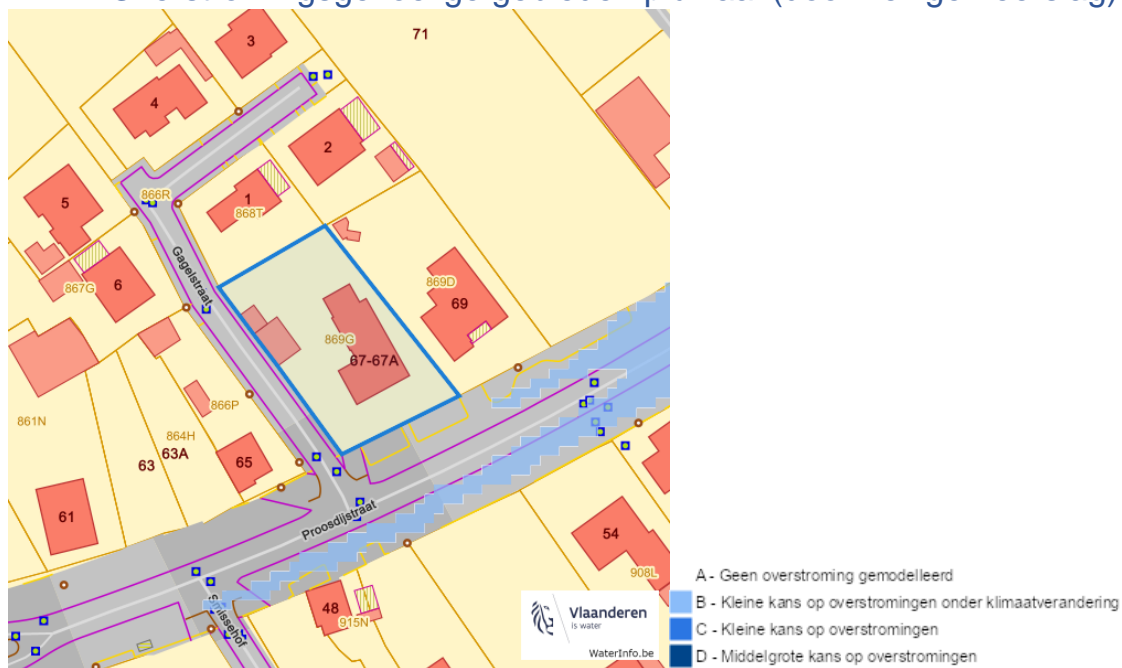 3
71
4
2
5
866R
1
868T
Gagelstraat
867G
6
869D
69
869G
67-67A
861N
866P
864H
63
63A
65
61
Proosdijstraat
54
908L
48
915N
Vlaanderen
is water
WaterInfo.be
A - Geen overstroming gemodelleerd
B - Kleine kans op overstromingen onder klimaatverandering
C - Kleine kans op overstromingen
D - Middelgrote kans op overstromingen